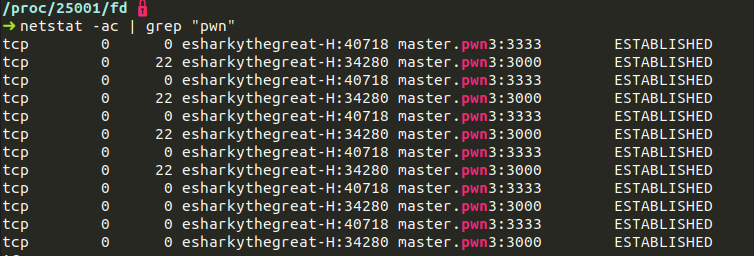 /proc/25001/fd
➜ netstat -ac | grep "pwn"
tcp 0 0 esharkythegreat-H:40718 master.pwn3:3333 ESTABLISHED
tcp 0 22 esharkythegreat-H:34280 master.pwn3:3000 ESTABLISHED
tcp 0 0 esharkythegreat-H:40718 master.pwn3:3333 ESTABLISHED
tcp 0 22 esharkythegreat-H:34280 master.pwn3:3000 ESTABLISHED
tcp 0 0 esharkythegreat-H:40718 master.pwn3:3333 ESTABLISHED
tcp 0 22 esharkythegreat-H:34280 master.pwn3:3000 ESTABLISHED
tcp 0 0 esharkythegreat-H:40718 master.pwn3:3333 ESTABLISHED
tcp 0 22 esharkythegreat-H:34280 master.pwn3:3000 ESTABLISHED
tcp 0 0 esharkythegreat-H:40718 master.pwn3:3333 ESTABLISHED
tcp 0 0 esharkythegreat-H:34280 master.pwn3:3000 ESTABLISHED
tcp 0 0 esharkythegreat-H:40718 master.pwn3:3333 ESTABLISHED
tcp 0 0 esharkythegreat-H:34280 master.pwn3:3000 ESTABLISHED